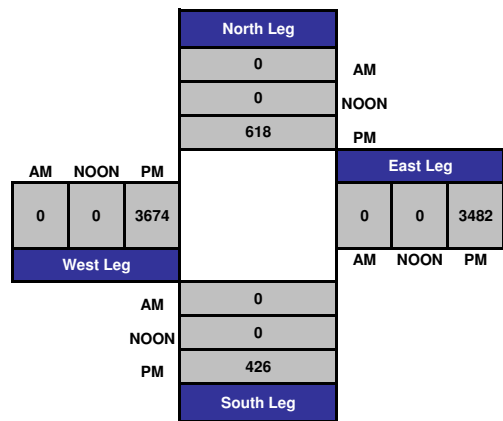 North Leg
0 AM
0 NOON
618 PM
AM NOON PM East Leg
0 0 3674 0 0 3482
West Leg AM NOON PM
AM 0
NOON 0
PM 426
South Leg